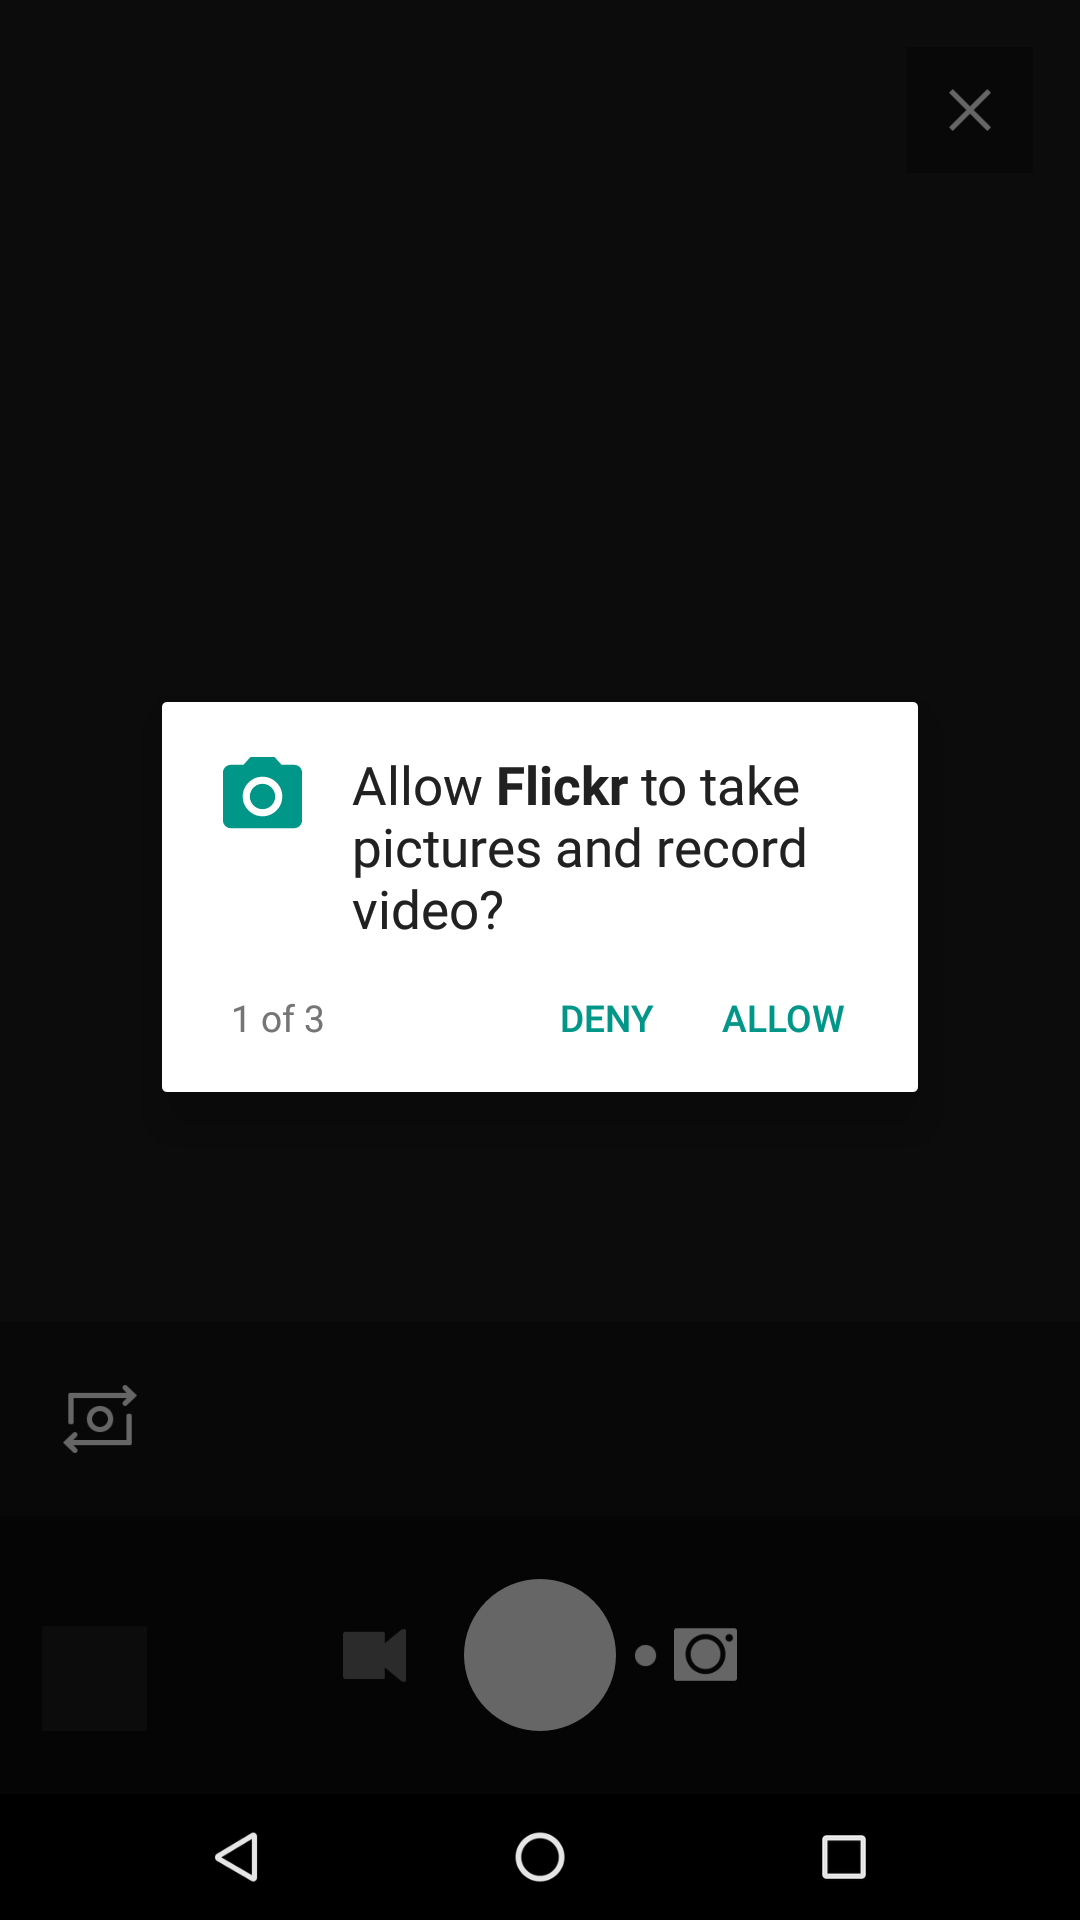 Allow Flickr to take
pictures and record
video?
1 of 3
DENY
ALLOW